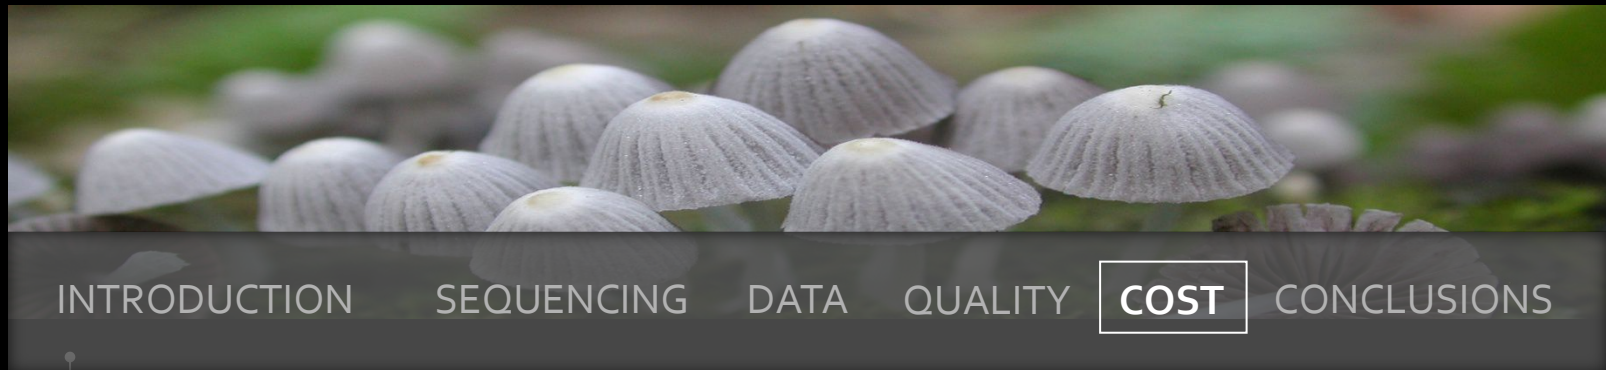 INTRODUCTION SEQUENCING DATA QUALITY COST CONCLUSIONS